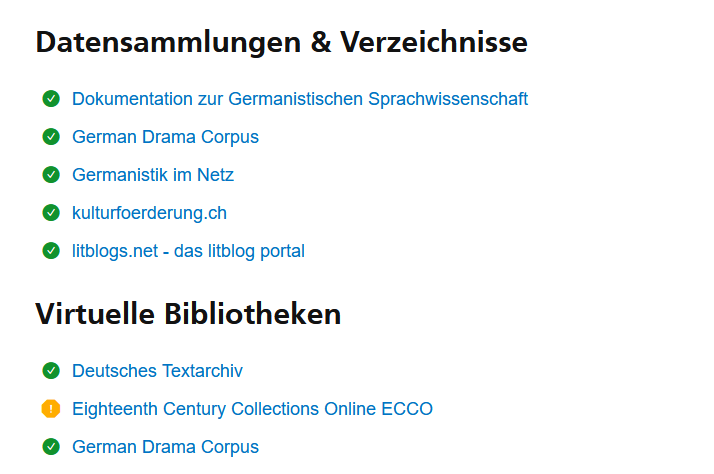 Datensammlungen & Verzeichnisse
Dokumentation zur Germanistischen Sprachwissenschaft
German Drama Corpus
Germanistik im Netz
kulturfoerderung.ch
litblogs.net - das litblog portal
Virtuelle Bibliotheken
Deutsches Textarchiv
Eighteenth Century Collections Online ECCO
German Drama Corpus